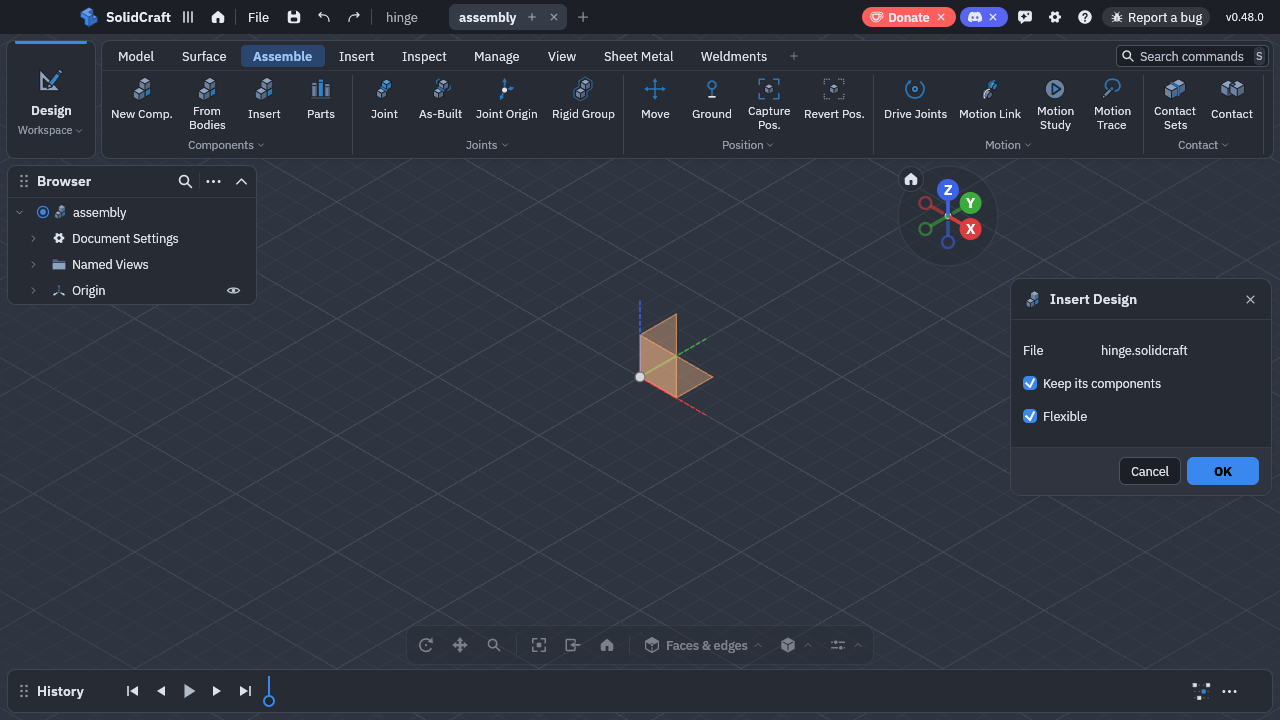 SolidCraft
File
hinge
assembly
Donate
Report a bug
v0.48.0
Design
Workspace
Model
Surface
Assemble
Insert
Inspect
Manage
View
Sheet Metal
Weldments
Search commands
S
New Comp.
From Bodies
Insert
Parts
Components
Joint
As-Built
Joint Origin
Rigid Group
Joints
Move
Ground
Capture Pos.
Revert Pos.
Position
Drive Joints
Motion Link
Motion Study
Motion Trace
Motion
Contact Sets
Contact
Contact
Browser
assembly
Document Settings
Named Views
Origin
Z
Y
X
Insert Design
File
hinge.solidcraft
Keep its components
Flexible
Cancel
OK
Faces & edges
History